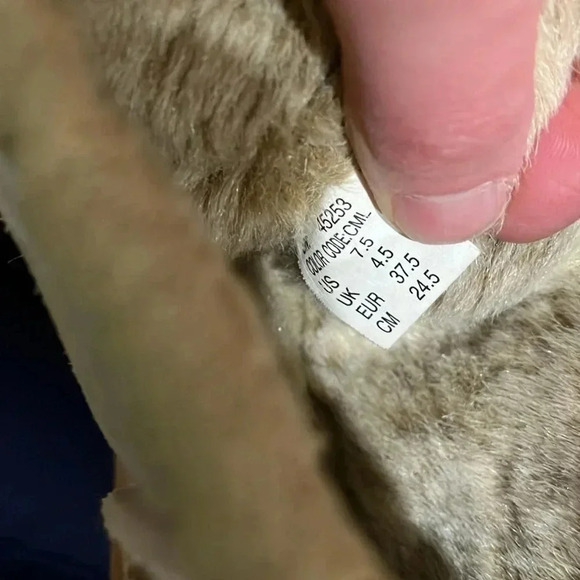 45253
COLOR CODE:CML
US 7.5
UK 4.5
EUR 37.5
CM 24.5